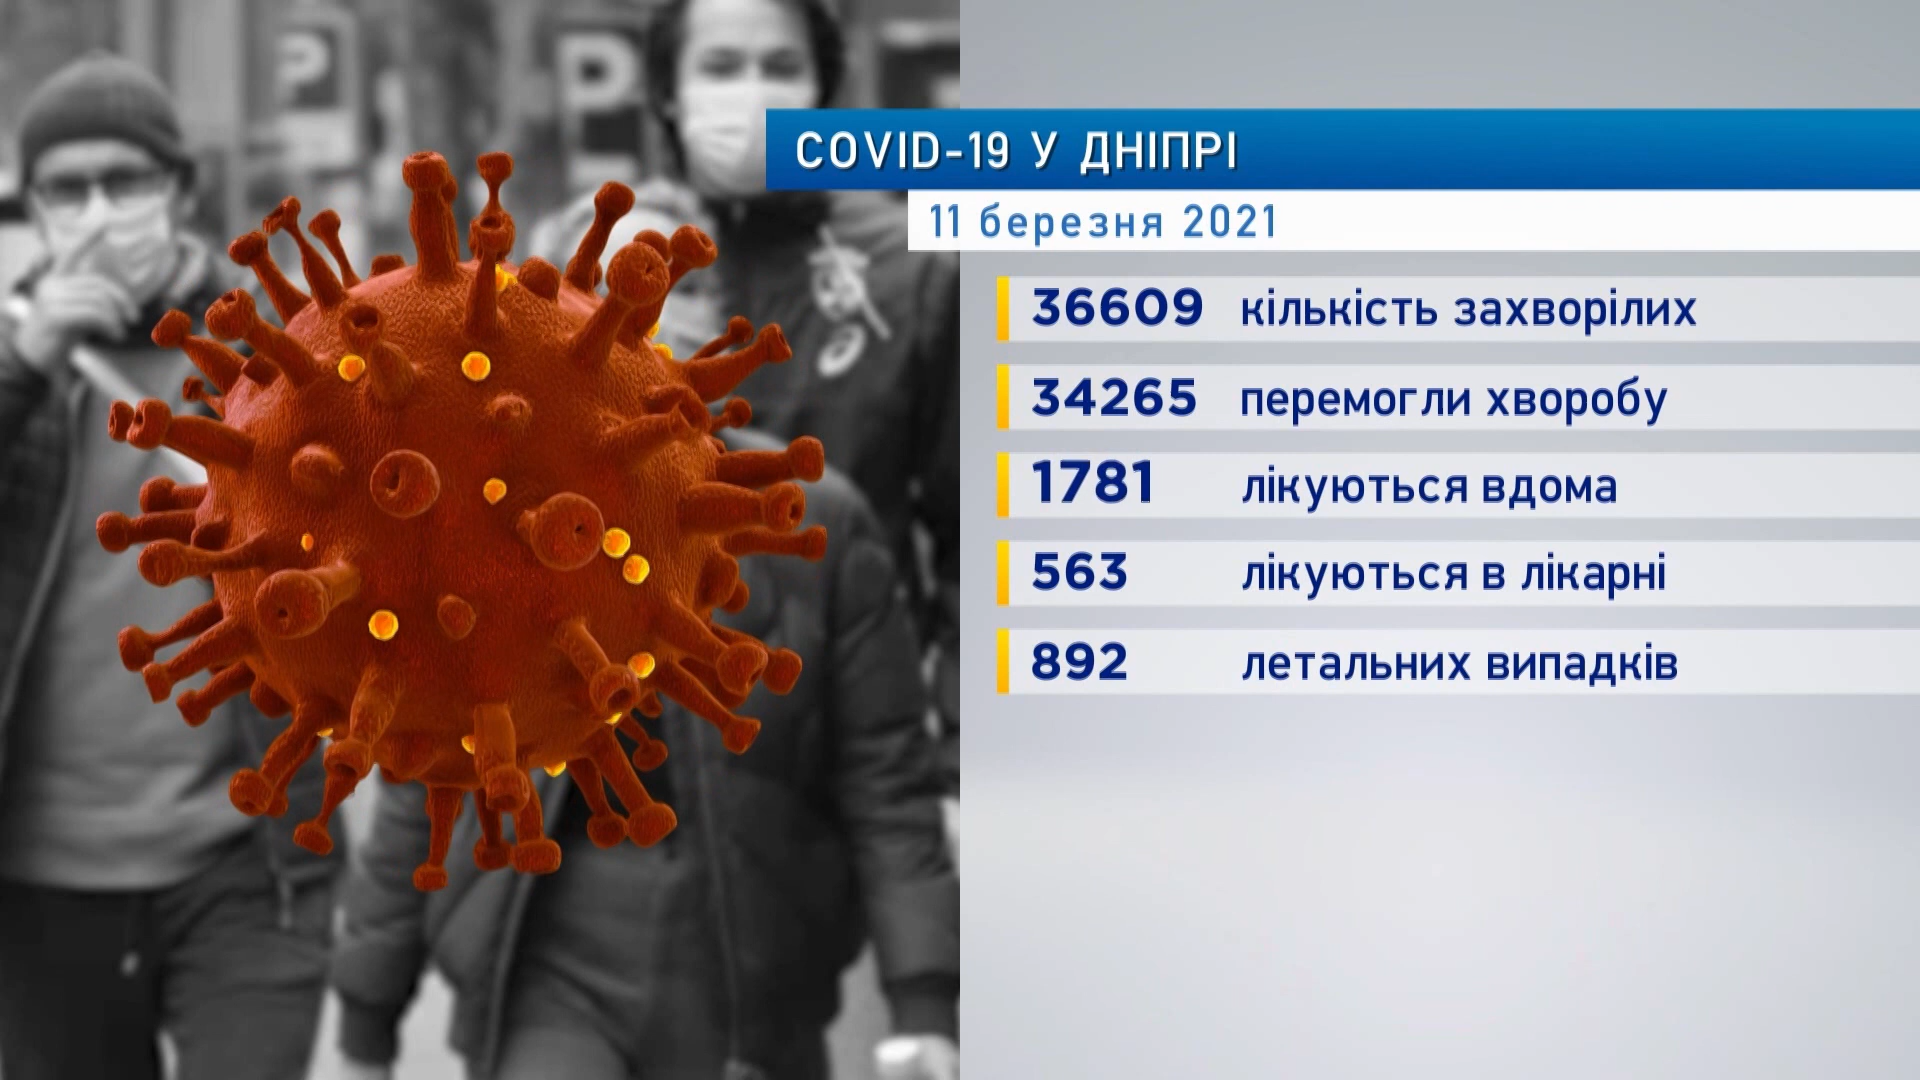 P
P
COVID-19 У ДНІПРІ
11 березня 2021
36609 кількість захворілих
34265 перемогли хворобу
1781 лікуються вдома
563 лікуються в лікарні
892 летальних випадків